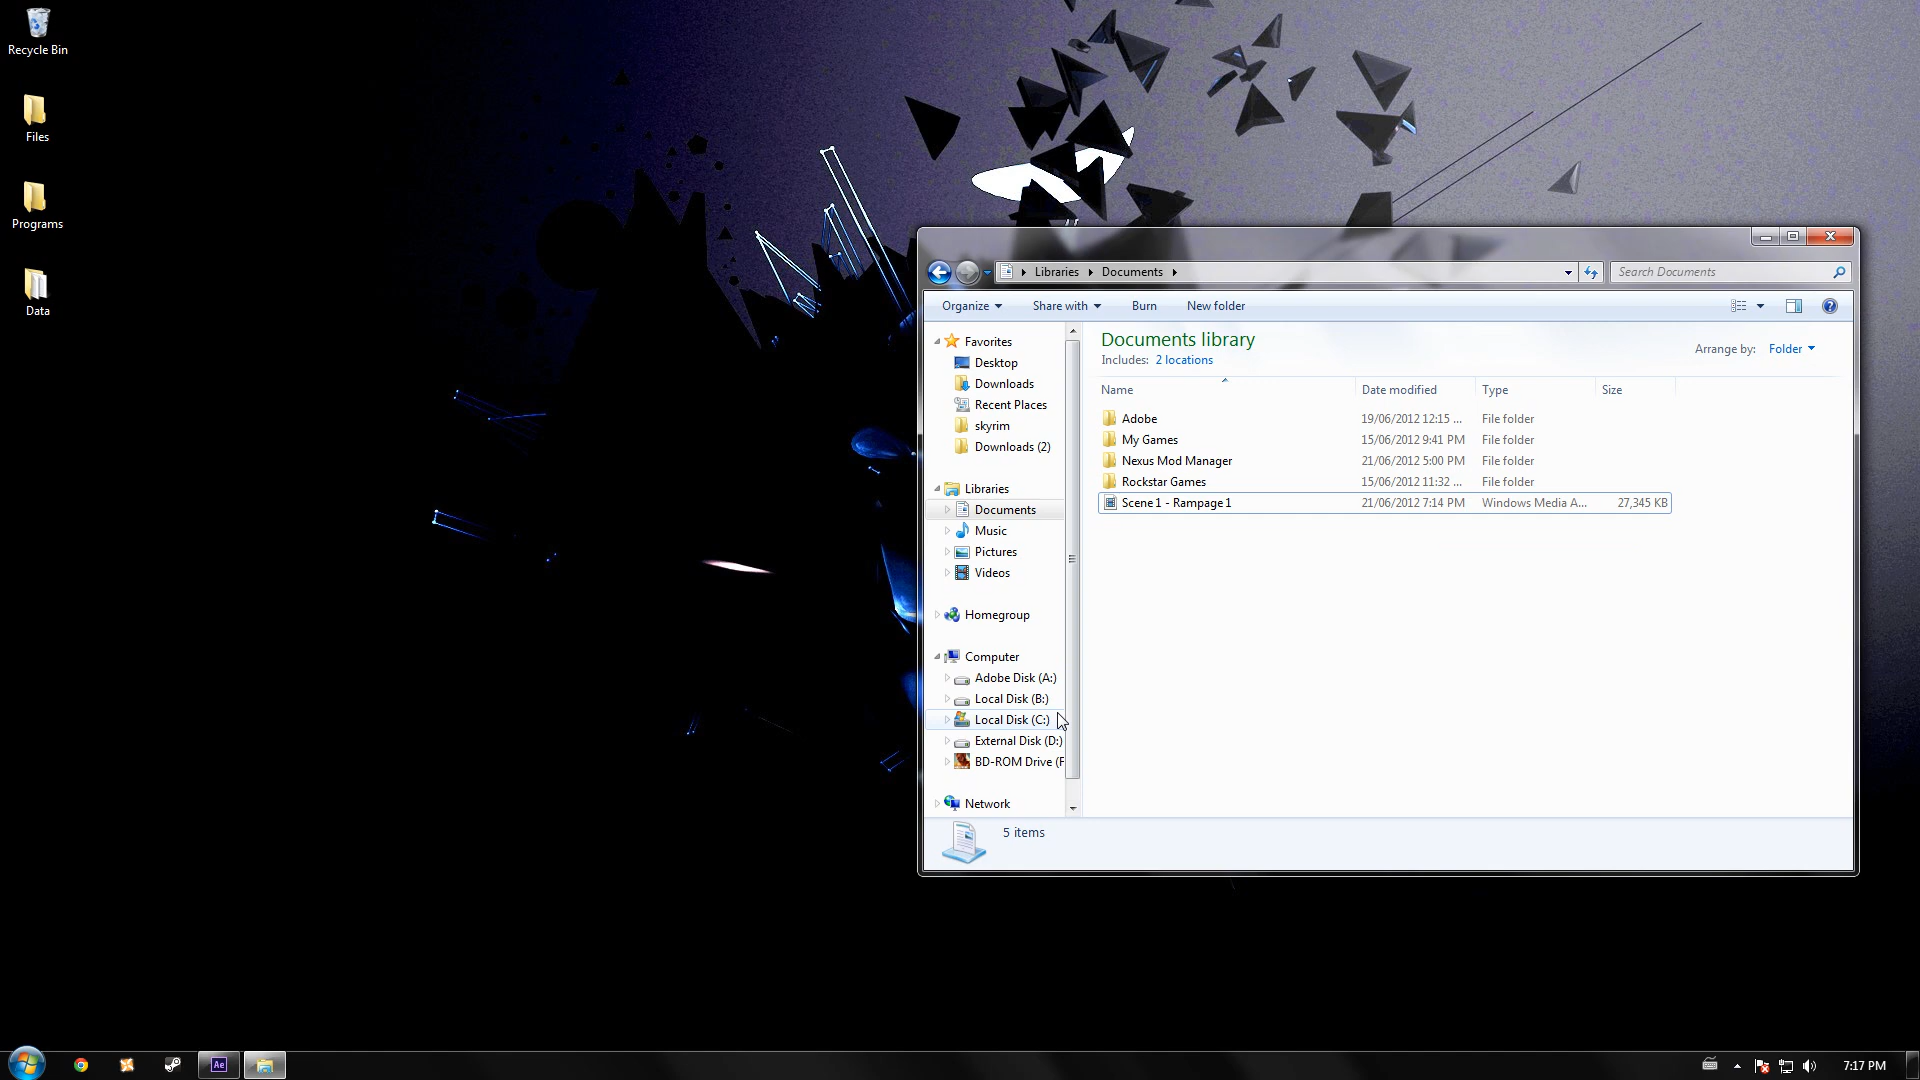 Recycle Bin
Files
Programs
Data
Libraries Documents
Search Documents
Organize Share with Burn New folder
Favorites
Desktop
Downloads
Recent Places
skyrim
Downloads (2)
Libraries
Documents
Music
Pictures
Videos
Homegroup
Computer
Adobe Disk (A:)
Local Disk (B:)
Local Disk (C:)
External Disk (D:)
BD-ROM Drive (F
Network
Documents library
Includes: 2 locations
Arrange by: Folder
Name Date modified Type Size
Adobe 19/06/2012 12:15 ... File folder
My Games 15/06/2012 9:41 PM File folder
Nexus Mod Manager 21/06/2012 5:00 PM File folder
Rockstar Games 15/06/2012 11:32 ... File folder
Scene 1 - Rampage 1 21/06/2012 7:14 PM Windows Media A... 27,345 KB
5 items
Ae
7:17 PM